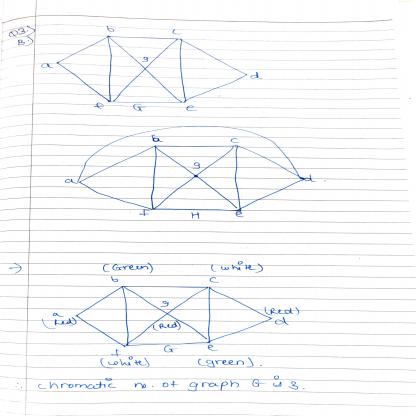 Q3.)
B.)
b c
g
a d
f G e
b c
g
a d.
f H e
→ (Green) (white)
b c
a g (Red)
(Red) (Red) d
f G e
(white) (green).
∴ chromatic no. of graph G is 3.